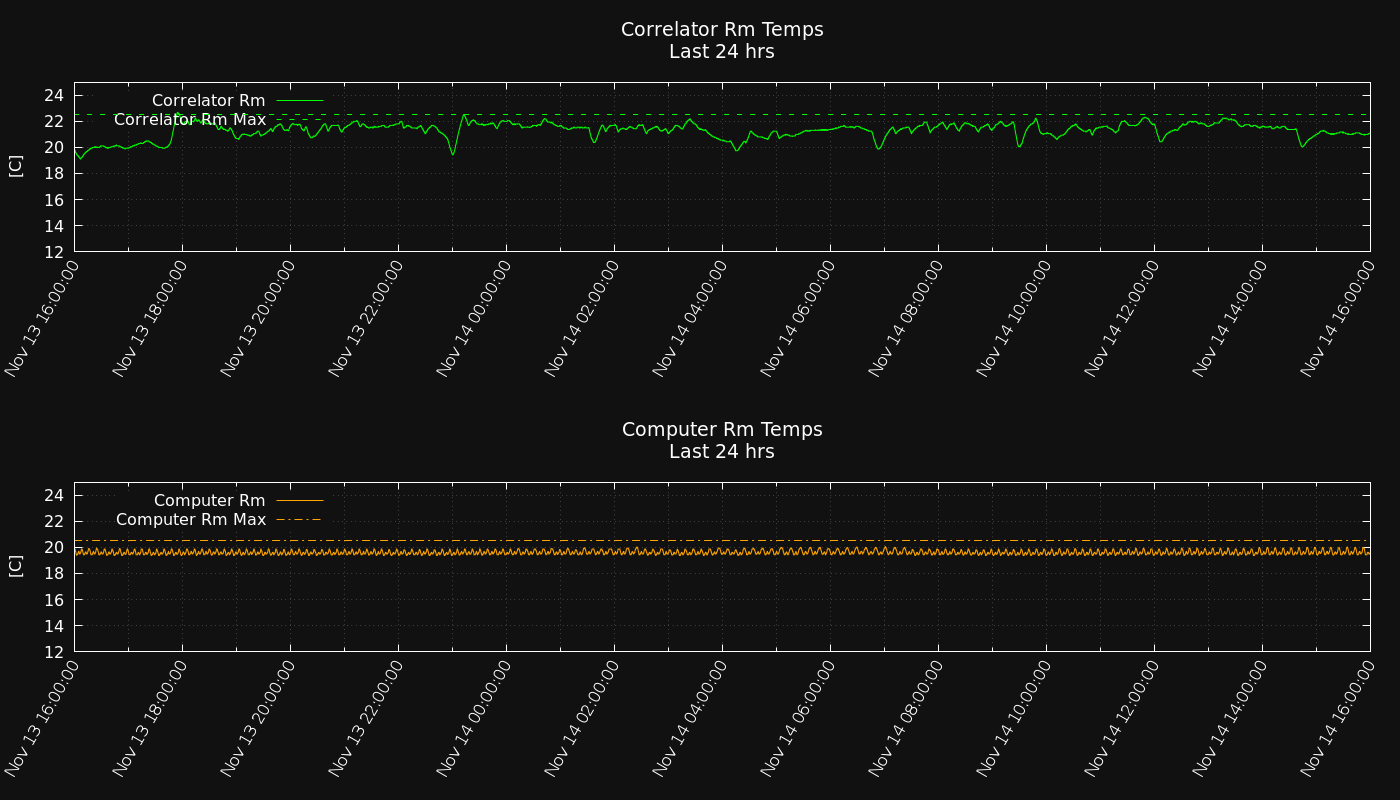 Correlator Rm Temps
Last 24 hrs
Correlator Rm
Correlator Rm Max
24
22
20
18
16
14
12
[C]
Nov 13 16:00:00
Nov 13 18:00:00
Nov 13 20:00:00
Nov 13 22:00:00
Nov 14 00:00:00
Nov 14 02:00:00
Nov 14 04:00:00
Nov 14 06:00:00
Nov 14 08:00:00
Nov 14 10:00:00
Nov 14 12:00:00
Nov 14 14:00:00
Nov 14 16:00:00
Computer Rm Temps
Last 24 hrs
Computer Rm
Computer Rm Max
24
22
20
18
16
14
12
[C]
Nov 13 16:00:00
Nov 13 18:00:00
Nov 13 20:00:00
Nov 13 22:00:00
Nov 14 00:00:00
Nov 14 02:00:00
Nov 14 04:00:00
Nov 14 06:00:00
Nov 14 08:00:00
Nov 14 10:00:00
Nov 14 12:00:00
Nov 14 14:00:00
Nov 14 16:00:00